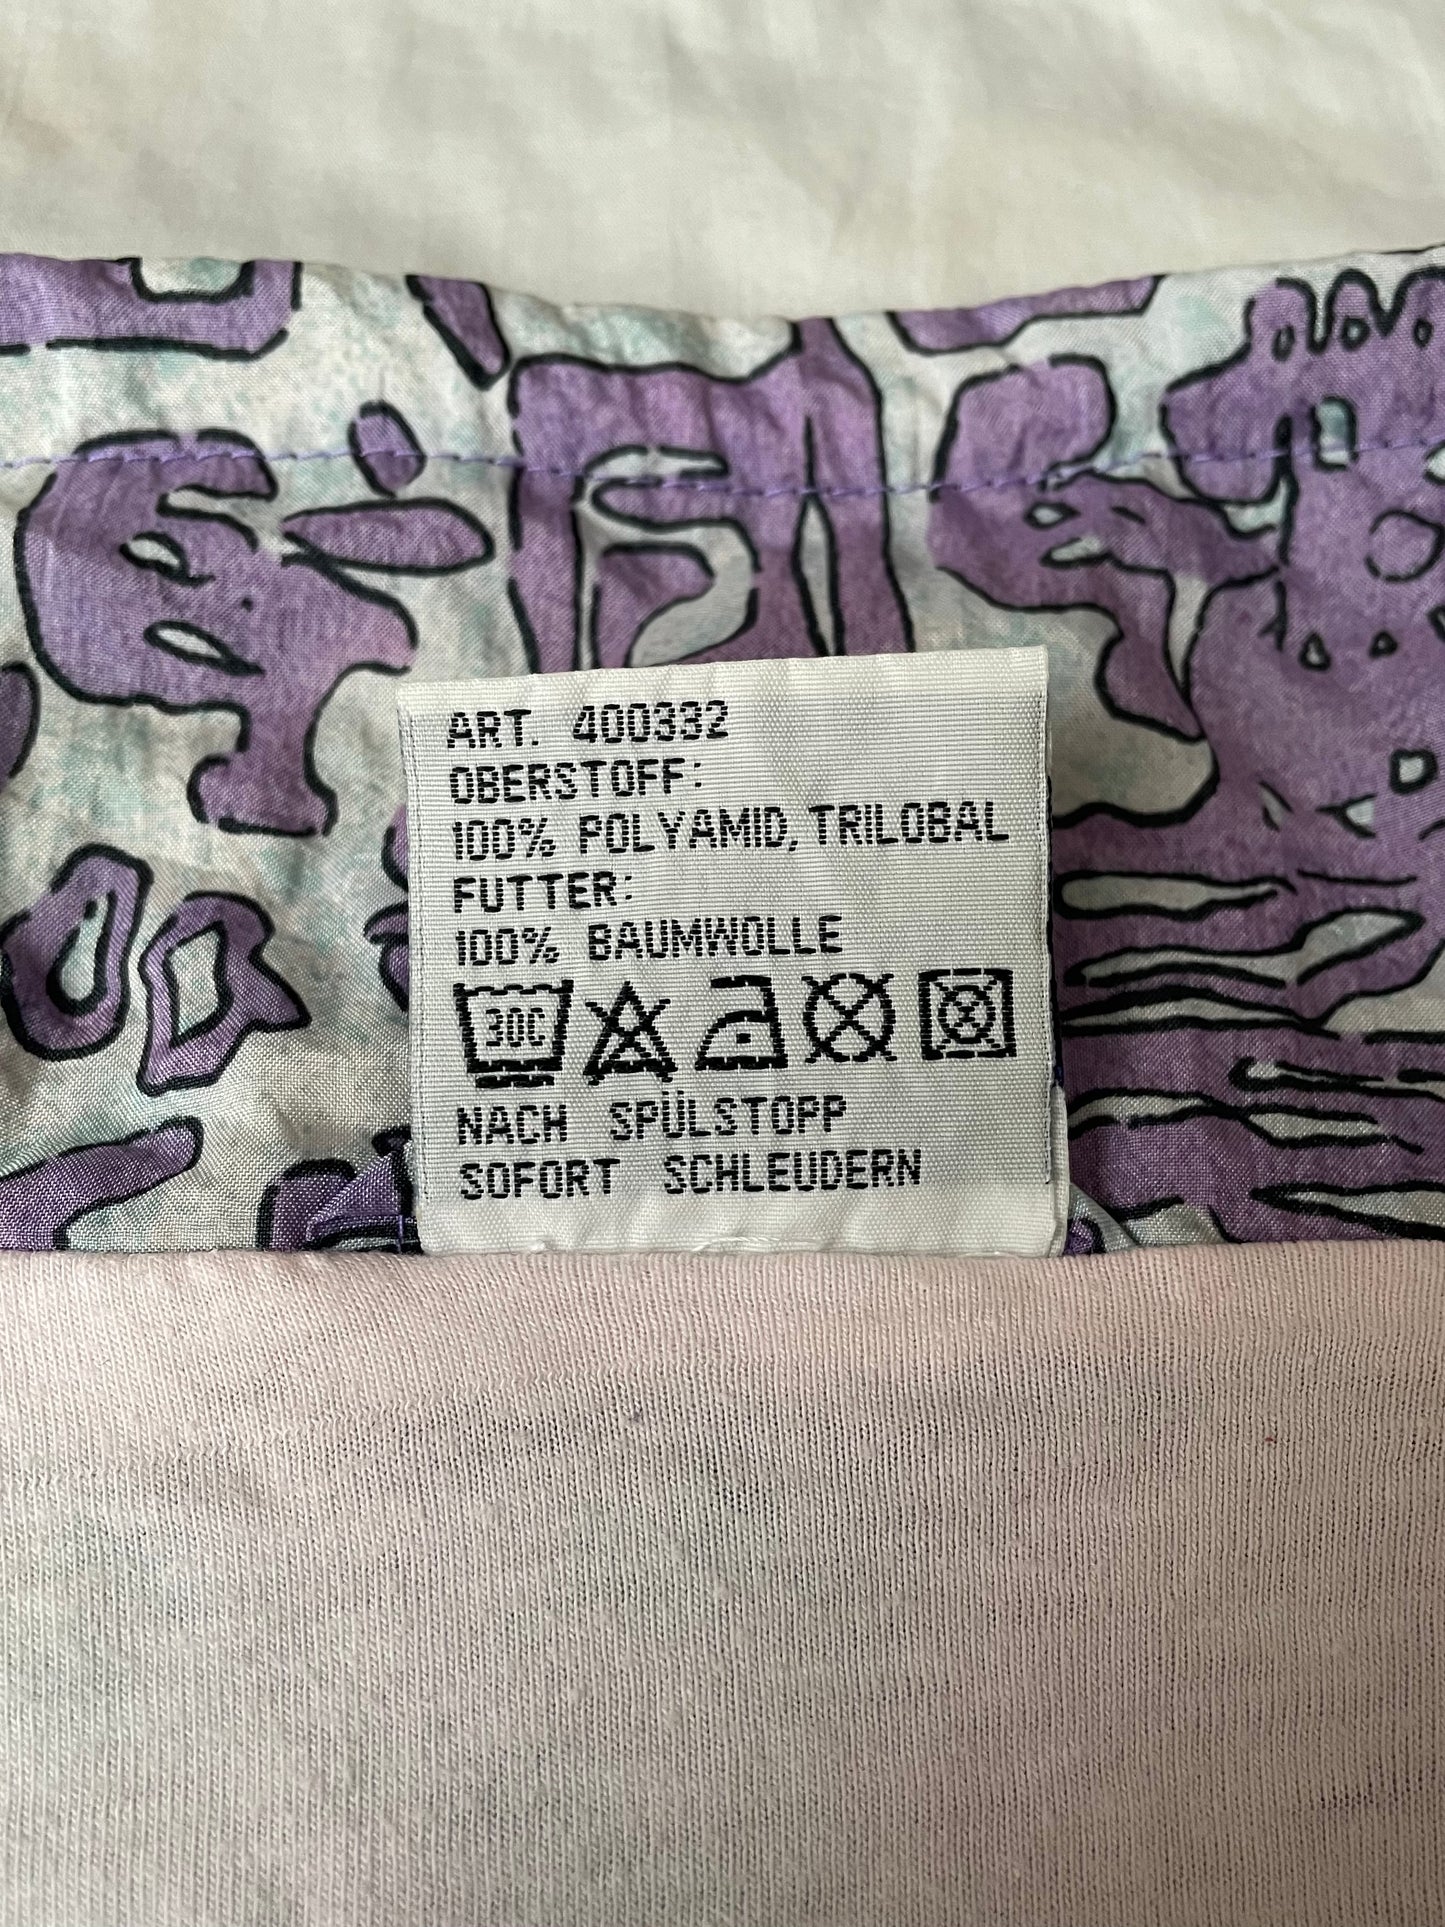 ART. 400332
OBERSTOFF:
100% POLYAMID, TRILOBAL
FUTTER:
100% BAUMWOLLE
30C
NACH SPÜLSTOPP
SOFORT SCHLEUDERN